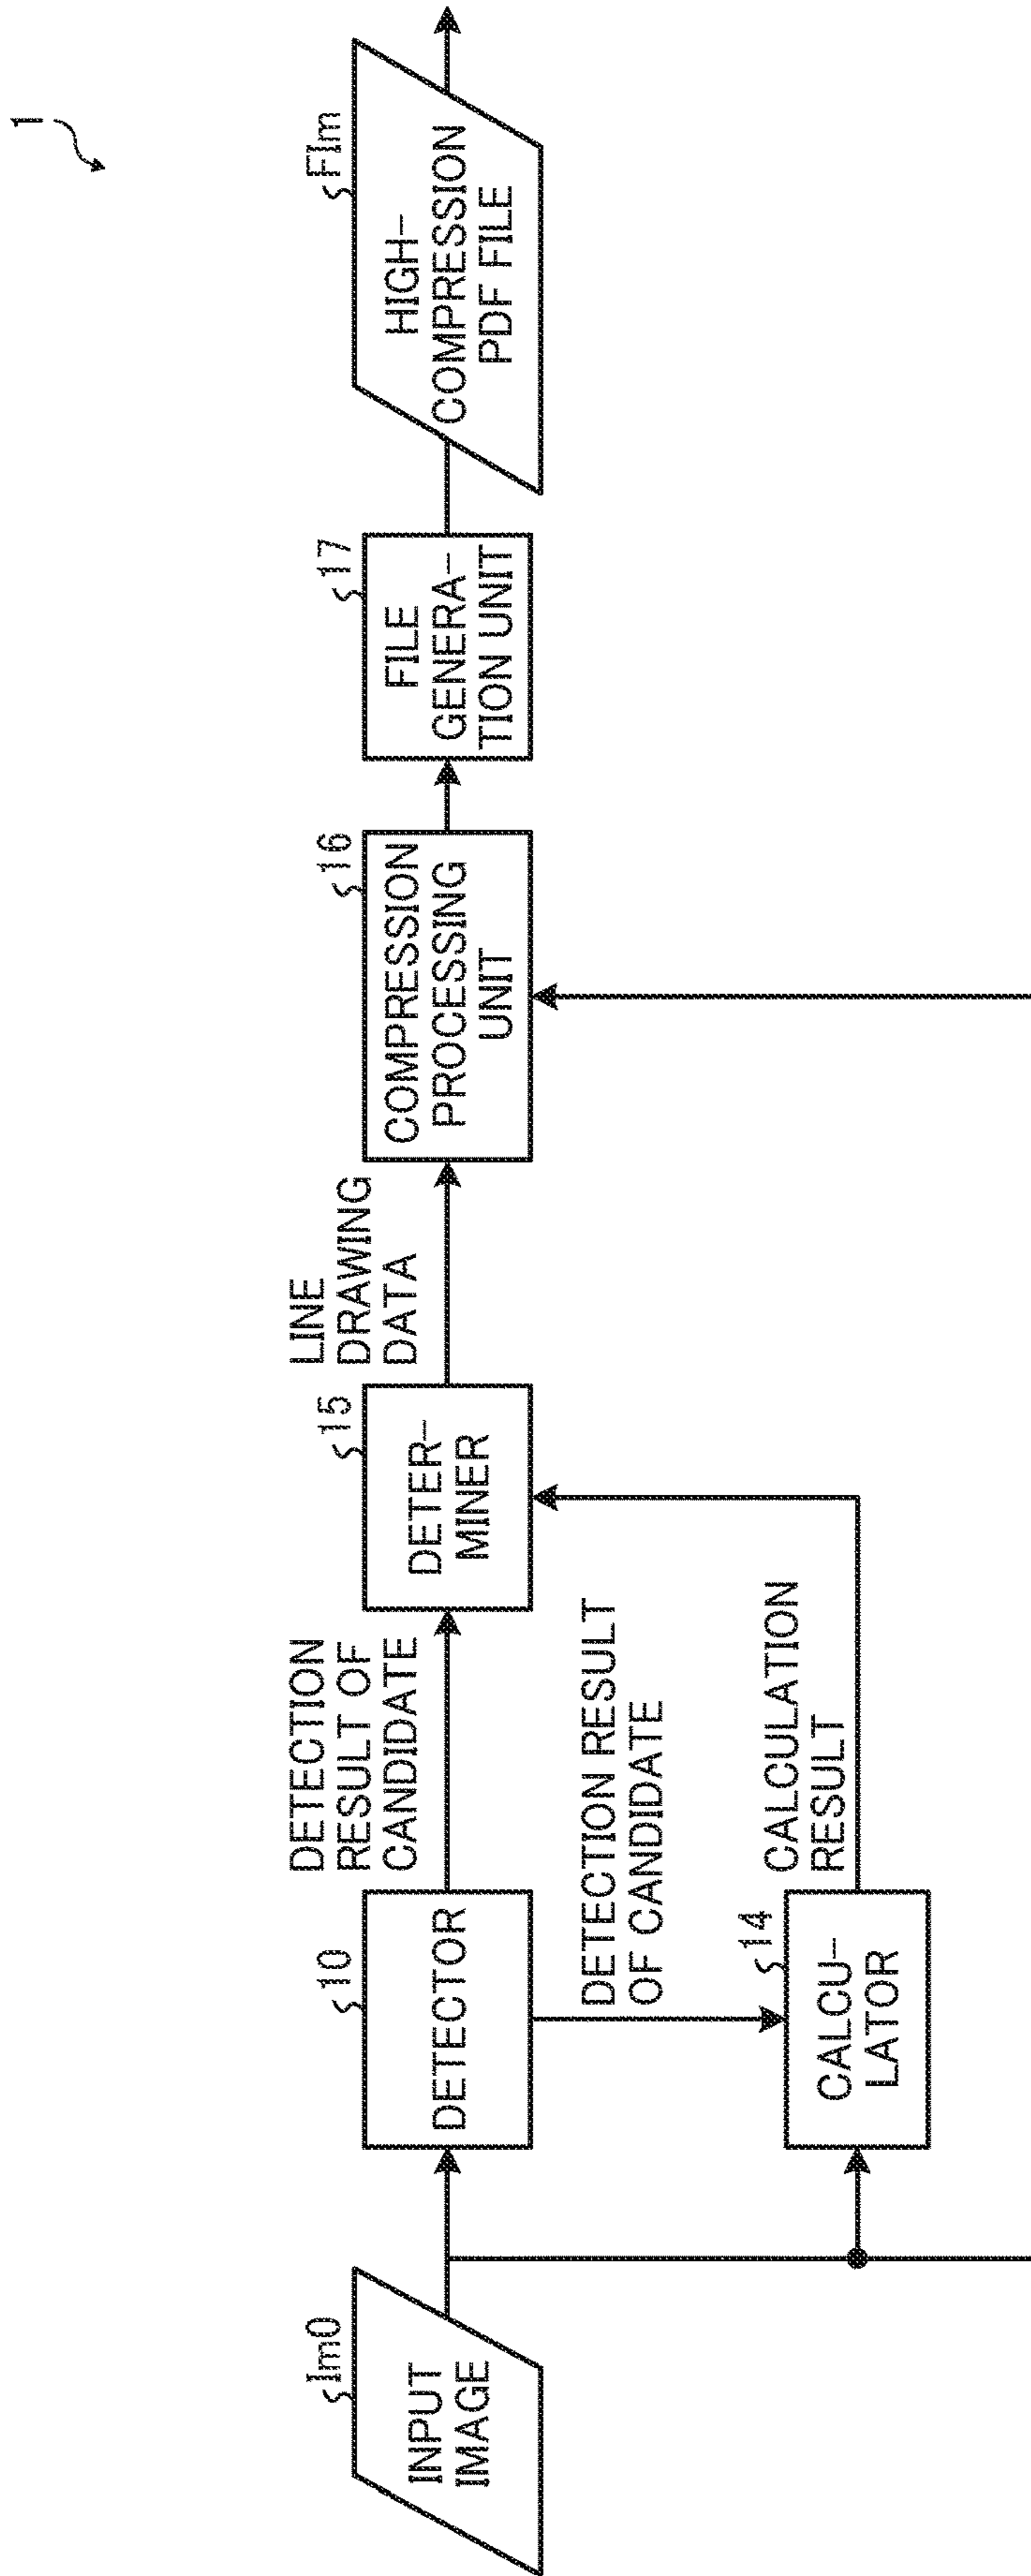 1
Im0
INPUT
IMAGE
10
DETECTOR
DETECTION
RESULT OF
CANDIDATE
DETECTION RESULT
OF CANDIDATE
14
CALCU-
LATOR
CALCULATION
RESULT
15
DETER-
MINER
LINE
DRAWING
DATA
16
COMPRESSION
PROCESSING
UNIT
17
FILE
GENERA-
TION UNIT
FIm
HIGH-
COMPRESSION
PDF FILE